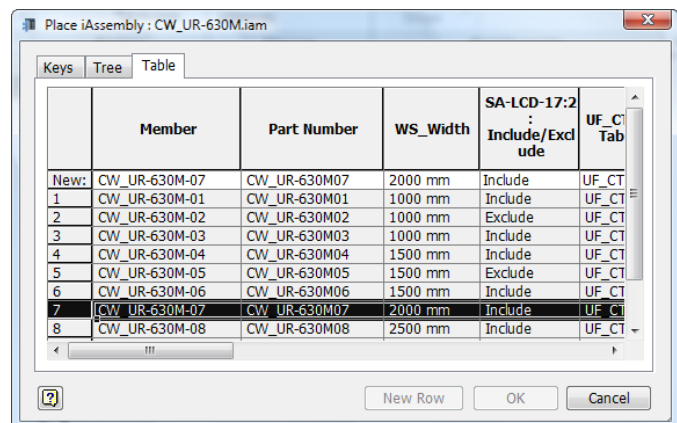 Place iAssembly : CW_UR-630M.iam
Keys Tree Table
Member Part Number WS_Width SA-LCD-17:2 : Include/Exclude UF_CT Tab
New: CW_UR-630M-07 CW_UR-630M07 2000 mm Include UF_CT
1 CW_UR-630M-01 CW_UR-630M01 1000 mm Include UF_CT
2 CW_UR-630M-02 CW_UR-630M02 1000 mm Exclude UF_CT
3 CW_UR-630M-03 CW_UR-630M03 1000 mm Include UF_CT
4 CW_UR-630M-04 CW_UR-630M04 1500 mm Include UF_CT
5 CW_UR-630M-05 CW_UR-630M05 1500 mm Exclude UF_CT
6 CW_UR-630M-06 CW_UR-630M06 1500 mm Include UF_CT
7 CW_UR-630M-07 CW_UR-630M07 2000 mm Include UF_CT
8 CW_UR-630M-08 CW_UR-630M08 2500 mm Include UF_CT
New Row OK Cancel